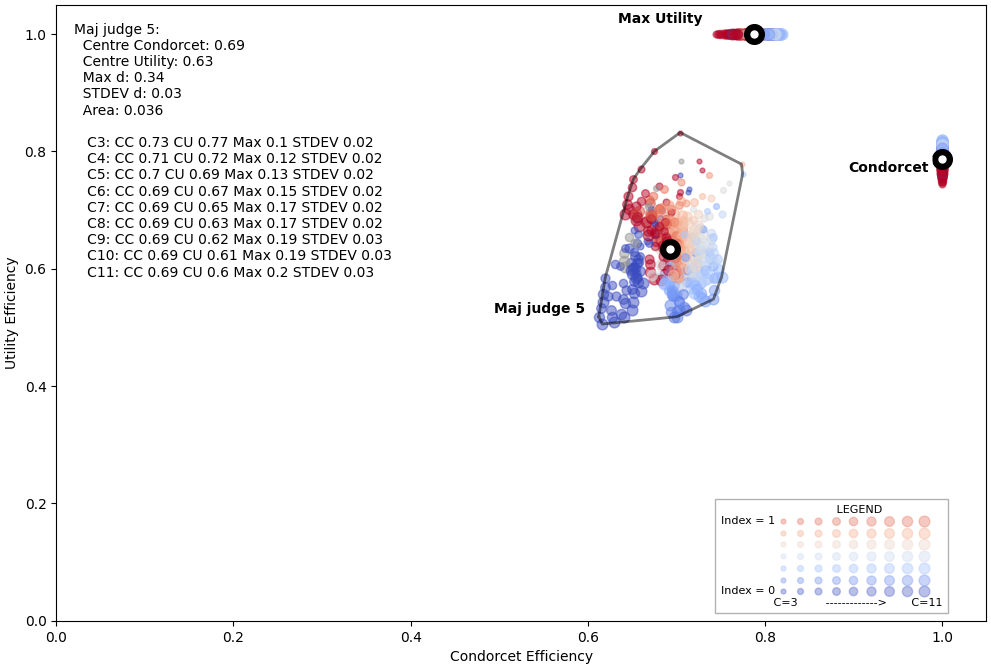 Maj judge 5:
Centre Condorcet: 0.69
Centre Utility: 0.63
Max d: 0.34
STDEV d: 0.03
Area: 0.036
C3: CC 0.73 CU 0.77 Max 0.1 STDEV 0.02
C4: CC 0.71 CU 0.72 Max 0.12 STDEV 0.02
C5: CC 0.7 CU 0.69 Max 0.13 STDEV 0.02
C6: CC 0.69 CU 0.67 Max 0.15 STDEV 0.02
C7: CC 0.69 CU 0.65 Max 0.17 STDEV 0.02
C8: CC 0.69 CU 0.63 Max 0.17 STDEV 0.02
C9: CC 0.69 CU 0.62 Max 0.19 STDEV 0.03
C10: CC 0.69 CU 0.61 Max 0.19 STDEV 0.03
C11: CC 0.69 CU 0.6 Max 0.2 STDEV 0.03
Max Utility
Condorcet
Maj judge 5
LEGEND
Index = 1
Index = 0
C=3 -------------> C=11
1.0
0.8
0.6
0.4
0.2
0.0
Utility Efficiency
0.0 0.2 0.4 0.6 0.8 1.0
Condorcet Efficiency